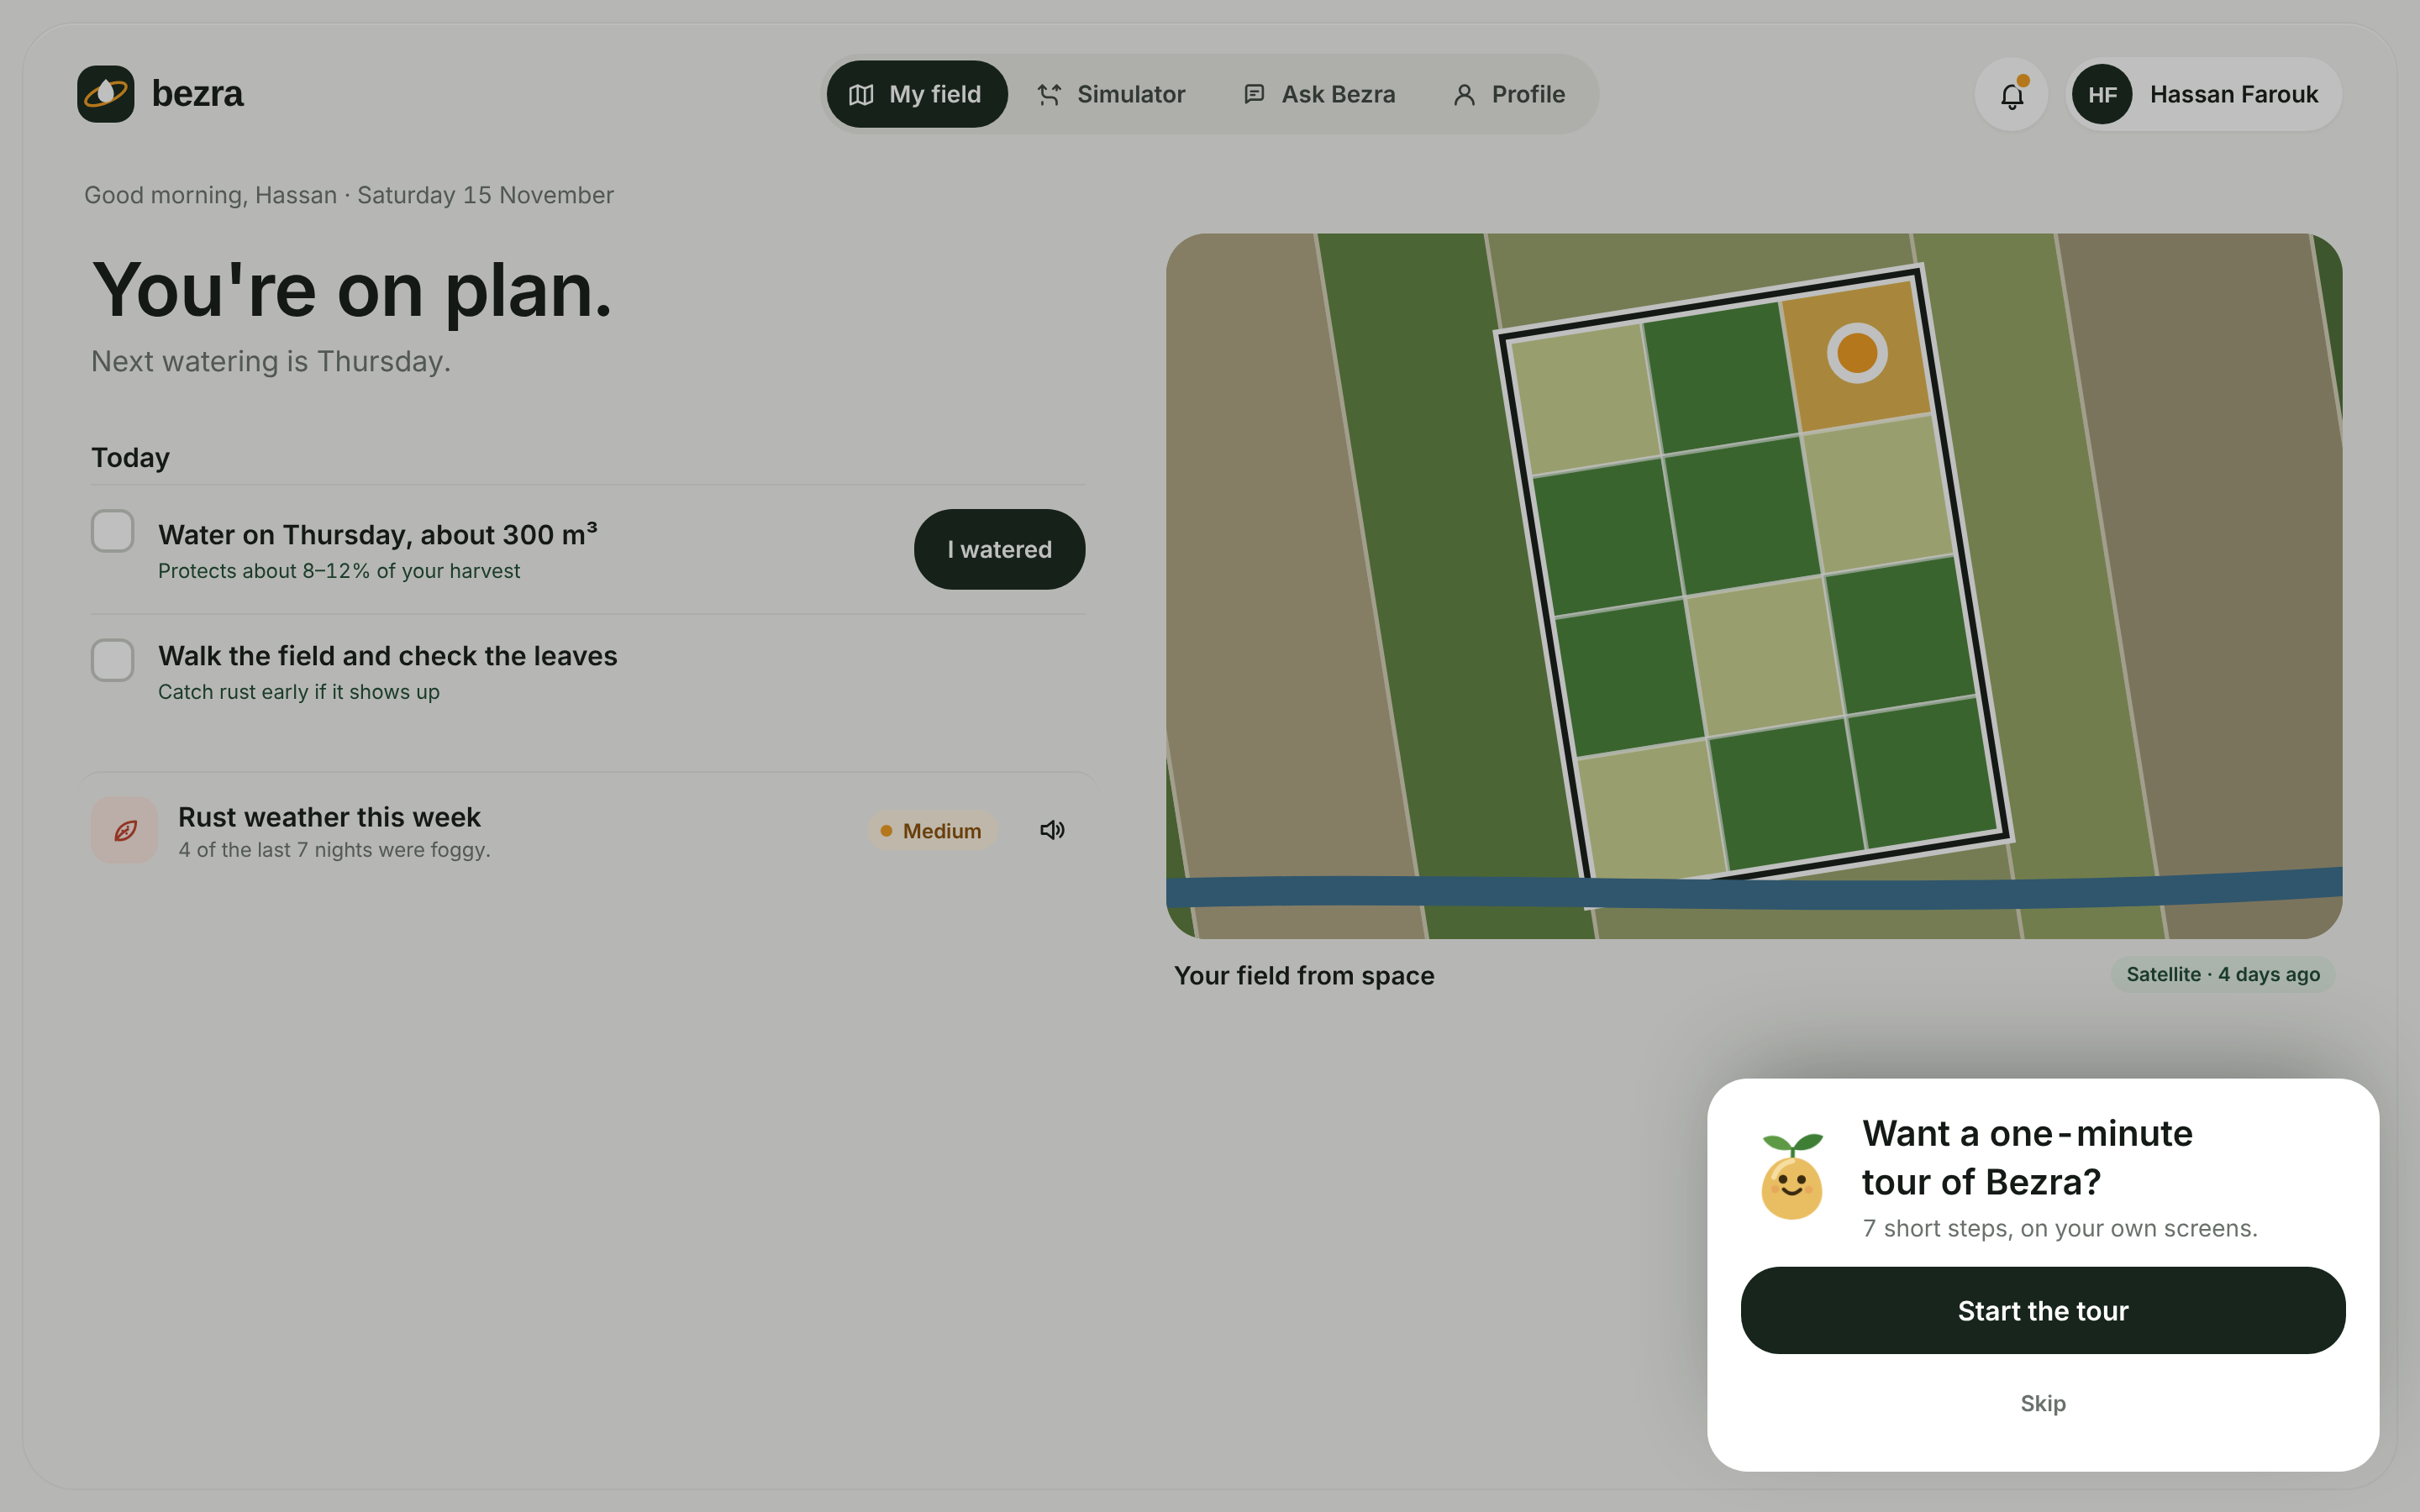 bezra
My field
Simulator
Ask Bezra
Profile
HF
Hassan Farouk
Good morning, Hassan · Saturday 15 November
You're on plan.
Next watering is Thursday.
Today
Water on Thursday, about 300 m³
Protects about 8–12% of your harvest
I watered
Walk the field and check the leaves
Catch rust early if it shows up
Rust weather this week
4 of the last 7 nights were foggy.
Medium
Your field from space
Satellite · 4 days ago
Want a one-minute
tour of Bezra?
7 short steps, on your own screens.
Start the tour
Skip